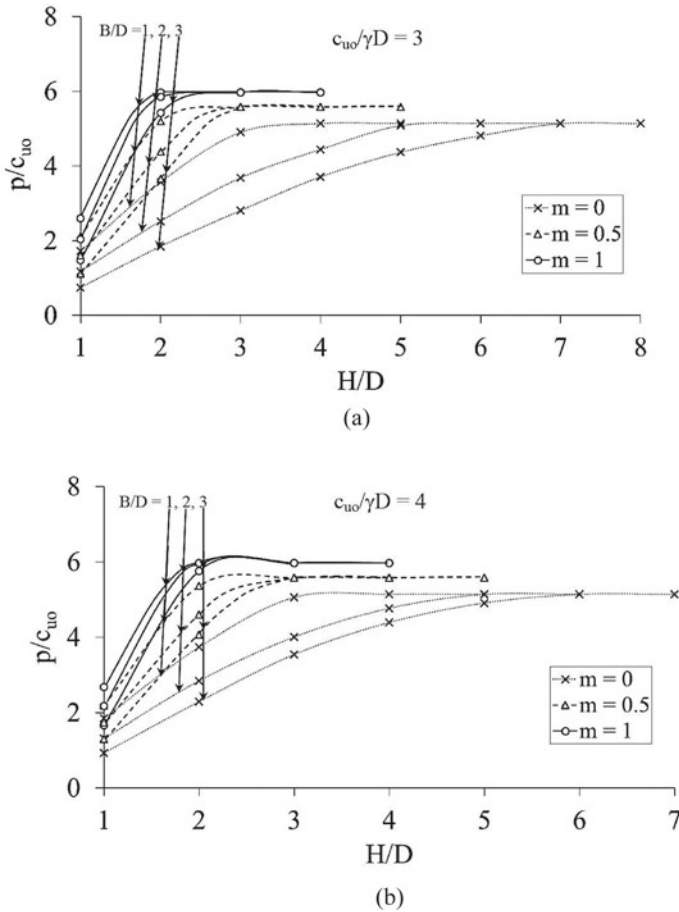 B/D =1, 2, 3
c_uo/γD = 3
8
6
4
2
0
p/c_uo
m = 0
m = 0.5
m = 1
1 2 3 4 5 6 7 8
H/D
(a)
B/D = 1, 2, 3
c_uo/γD = 4
8
6
4
2
0
p/c_uo
m = 0
m = 0.5
m = 1
1 2 3 4 5 6 7
H/D
(b)